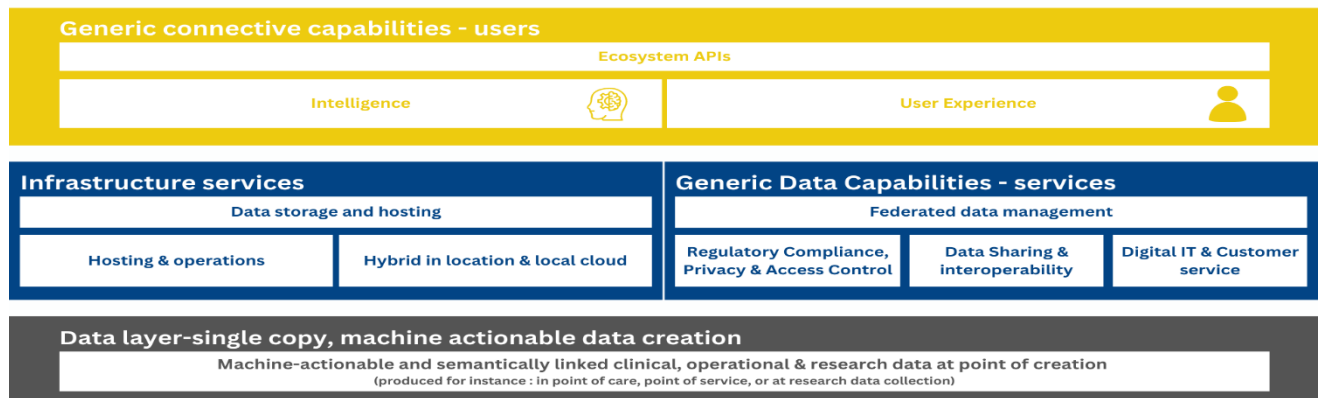 Generic connective capabilities - users
Ecosystem APIs
Intelligence
User Experience
Infrastructure services
Data storage and hosting
Hosting & operations
Hybrid in location & local cloud
Generic Data Capabilities - services
Federated data management
Regulatory Compliance,
Privacy & Access Control
Data Sharing &
interoperability
Digital IT & Customer
service
Data layer-single copy, machine actionable data creation
Machine-actionable and semantically linked clinical, operational & research data at point of creation
(produced for instance : in point of care, point of service, or at research data collection)